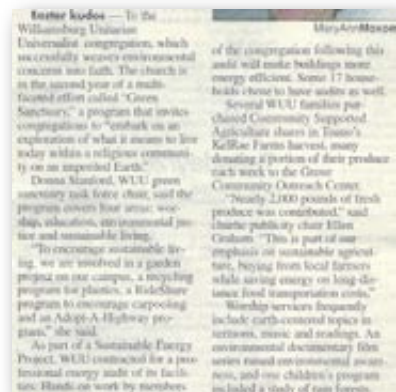 Easter kudos — To the
Williamsburg Unitarian
Universalist congregation, which
successfully weaves environmental
concerns into faith. The church is
in the second year of a multi-
faceted effort called "Green
Sanctuary," a program that invites
congregations to "embark on an
exploration of what it means to live
today within a religious communi-
ty on an imperiled Earth."
Donna Stanford, WUU green
sanctuary task force chair, said the
program covers four areas: wor-
ship, education, environmental jus-
tice and sustainable living.
"To encourage sustainable liv-
ing, we are involved in a garden
project on our campus, a recycling
program for plastics, a RideShare
program to encourage carpooling
and an Adopt-A-Highway pro-
gram," she said.
As part of a Sustainable Energy
Project, WUU contracted for a pro-
fessional energy audit of its facili-
ties. Hands-on work by members
MaryAnn Maxon
of the congregation following this
audit will make buildings more
energy efficient. Some 17 house-
holds chose to have audits as well.
Several WUU families pur-
chased Community Supported
Agriculture shares in Toano's
KelRae Farms harvest, many
donating a portion of their produce
each week to the Grove
Community Outreach Center.
"Nearly 2,000 pounds of fresh
produce was contributed," said
charlie publicity chair Ellen
Graham. "This is part of our
emphasis on sustainable agricul-
ture, buying from local farmers
while saving energy on long-dis-
tance food transportation costs."
Worship services frequently
include earth-centered topics in
sermons, music and readings. An
environmental documentary film
series raised environmental aware-
ness, and one children's program
included a study of rain forests